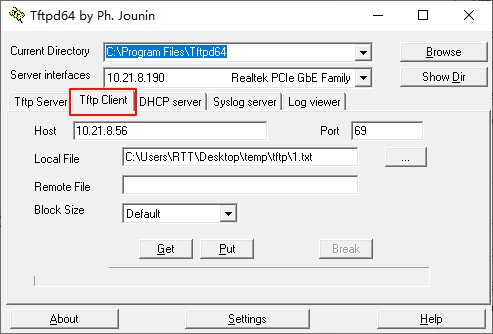 Tftpd64 by Ph. Jounin
Current Directory C:\Program Files\Tftpd64 Browse
Server interfaces 10.21.8.190 Realtek PCIe GbE Family Show Dir
Tftp Server Tftp Client DHCP server Syslog server Log viewer
Host 10.21.8.56 Port 69
Local File C:\Users\RTT\Desktop\temp\tftp\1.txt ...
Remote File
Block Size Default
Get Put Break
About Settings Help